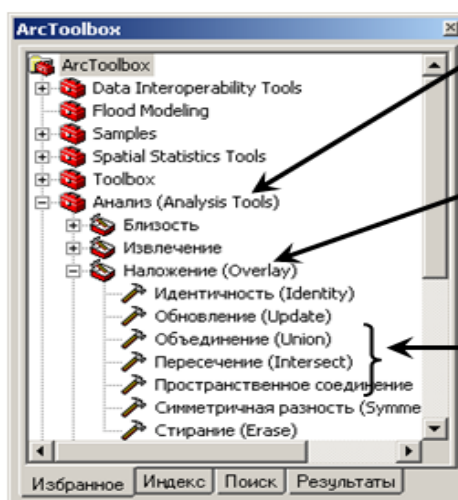 ArcToolbox
ArcToolbox
Data Interoperability Tools
Flood Modeling
Samples
Spatial Statistics Tools
Toolbox
Анализ (Analysis Tools)
Близость
Извлечение
Наложение (Overlay)
Идентичность (Identity)
Обновление (Update)
Объединение (Union)
Пересечение (Intersect)
Пространственное соединение
Симметричная разность (Symme
Стирание (Erase)
Избранное Индекс Поиск Результаты